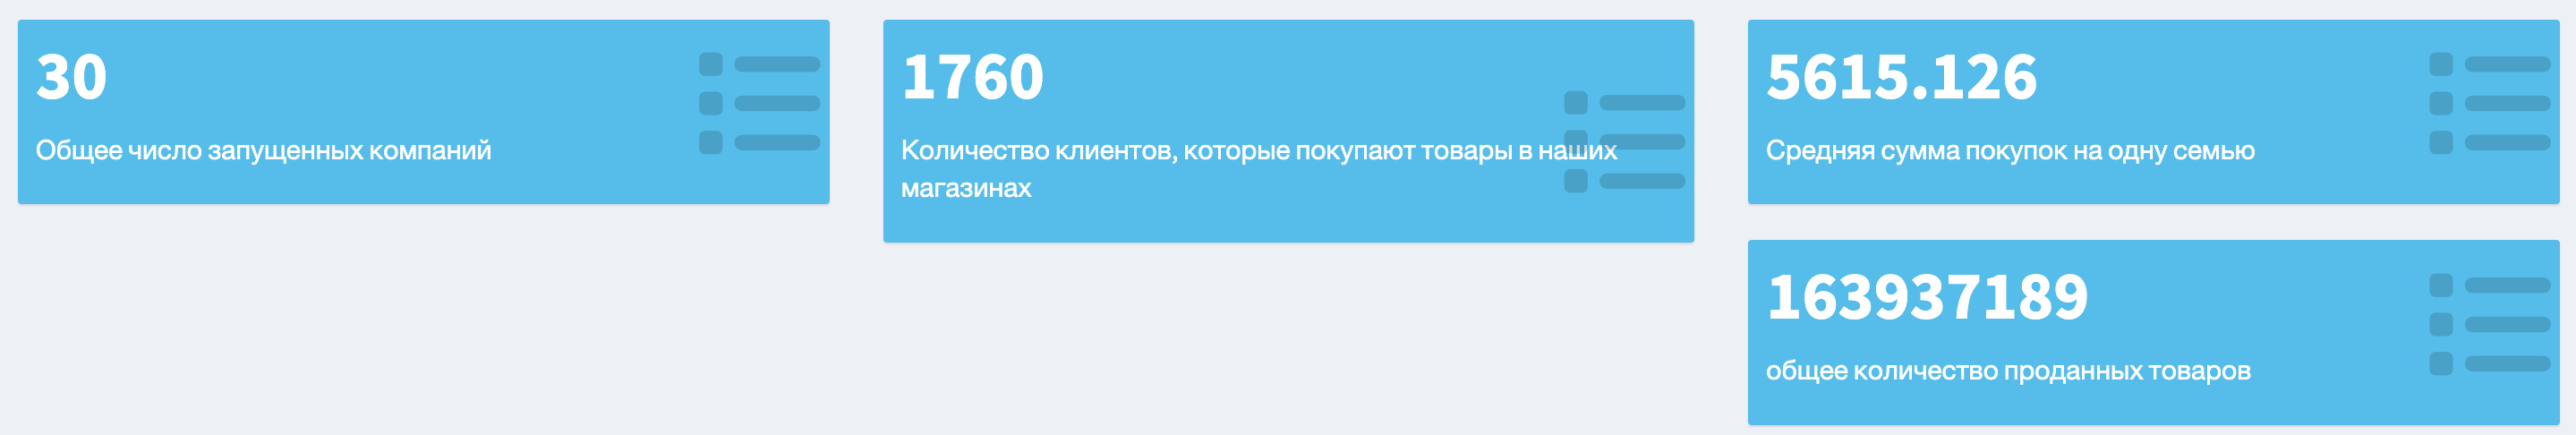 30
Общее число запущенных компаний
1760
Количество клиентов, которые покупают товары в наших
магазинах
5615.126
Средняя сумма покупок на одну семью
163937189
общее количество проданных товаров